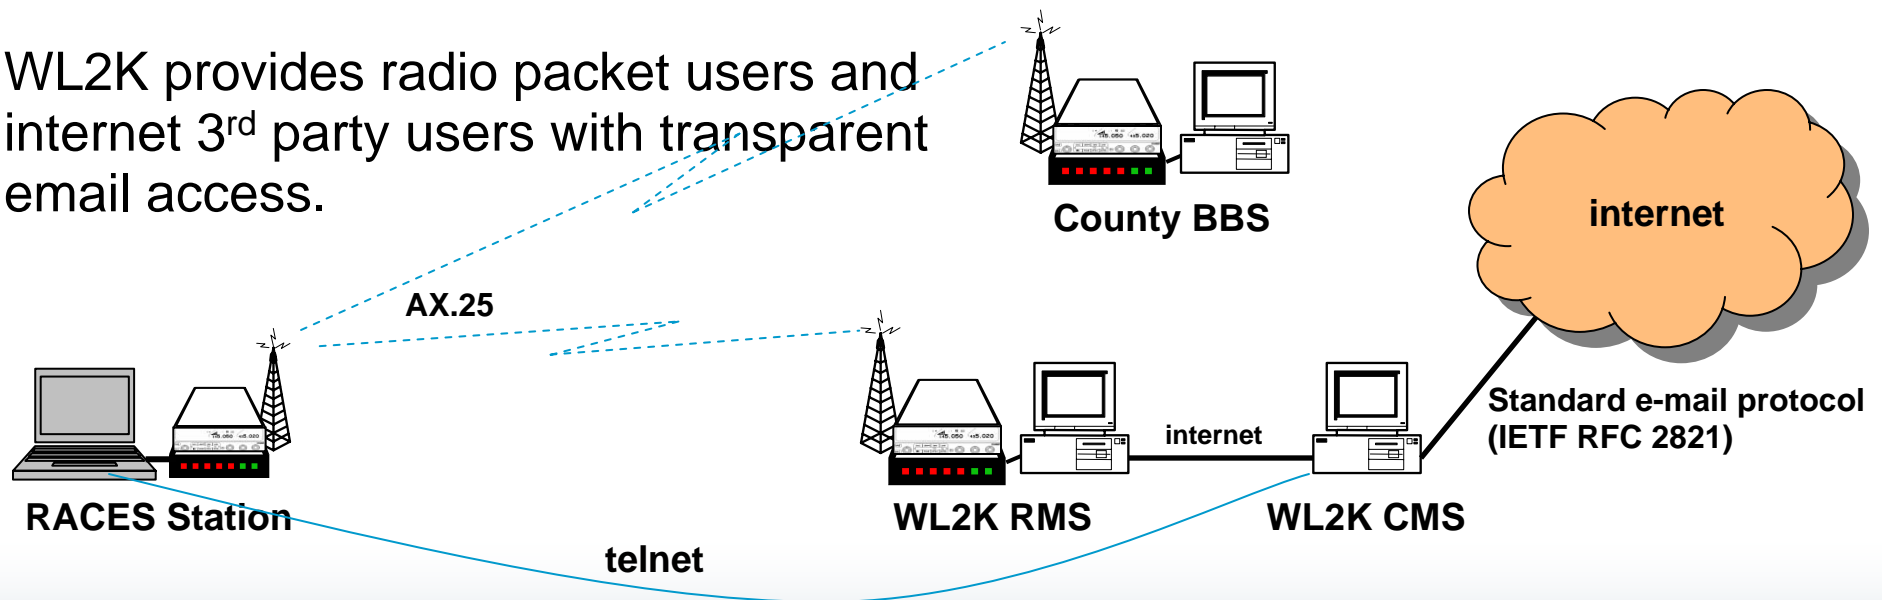 WL2K provides radio packet users and
internet 3rd party users with transparent
email access.
County BBS
internet
AX.25
Standard e-mail protocol
(IETF RFC 2821)
internet
RACES Station
WL2K RMS
WL2K CMS
telnet